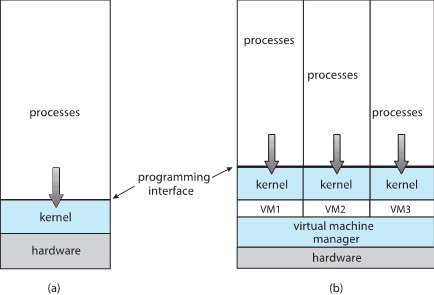 processes
kernel
hardware
(a)
programming
interface
processes
processes
processes
kernel
kernel
kernel
VM1
VM2
VM3
virtual machine
manager
hardware
(b)